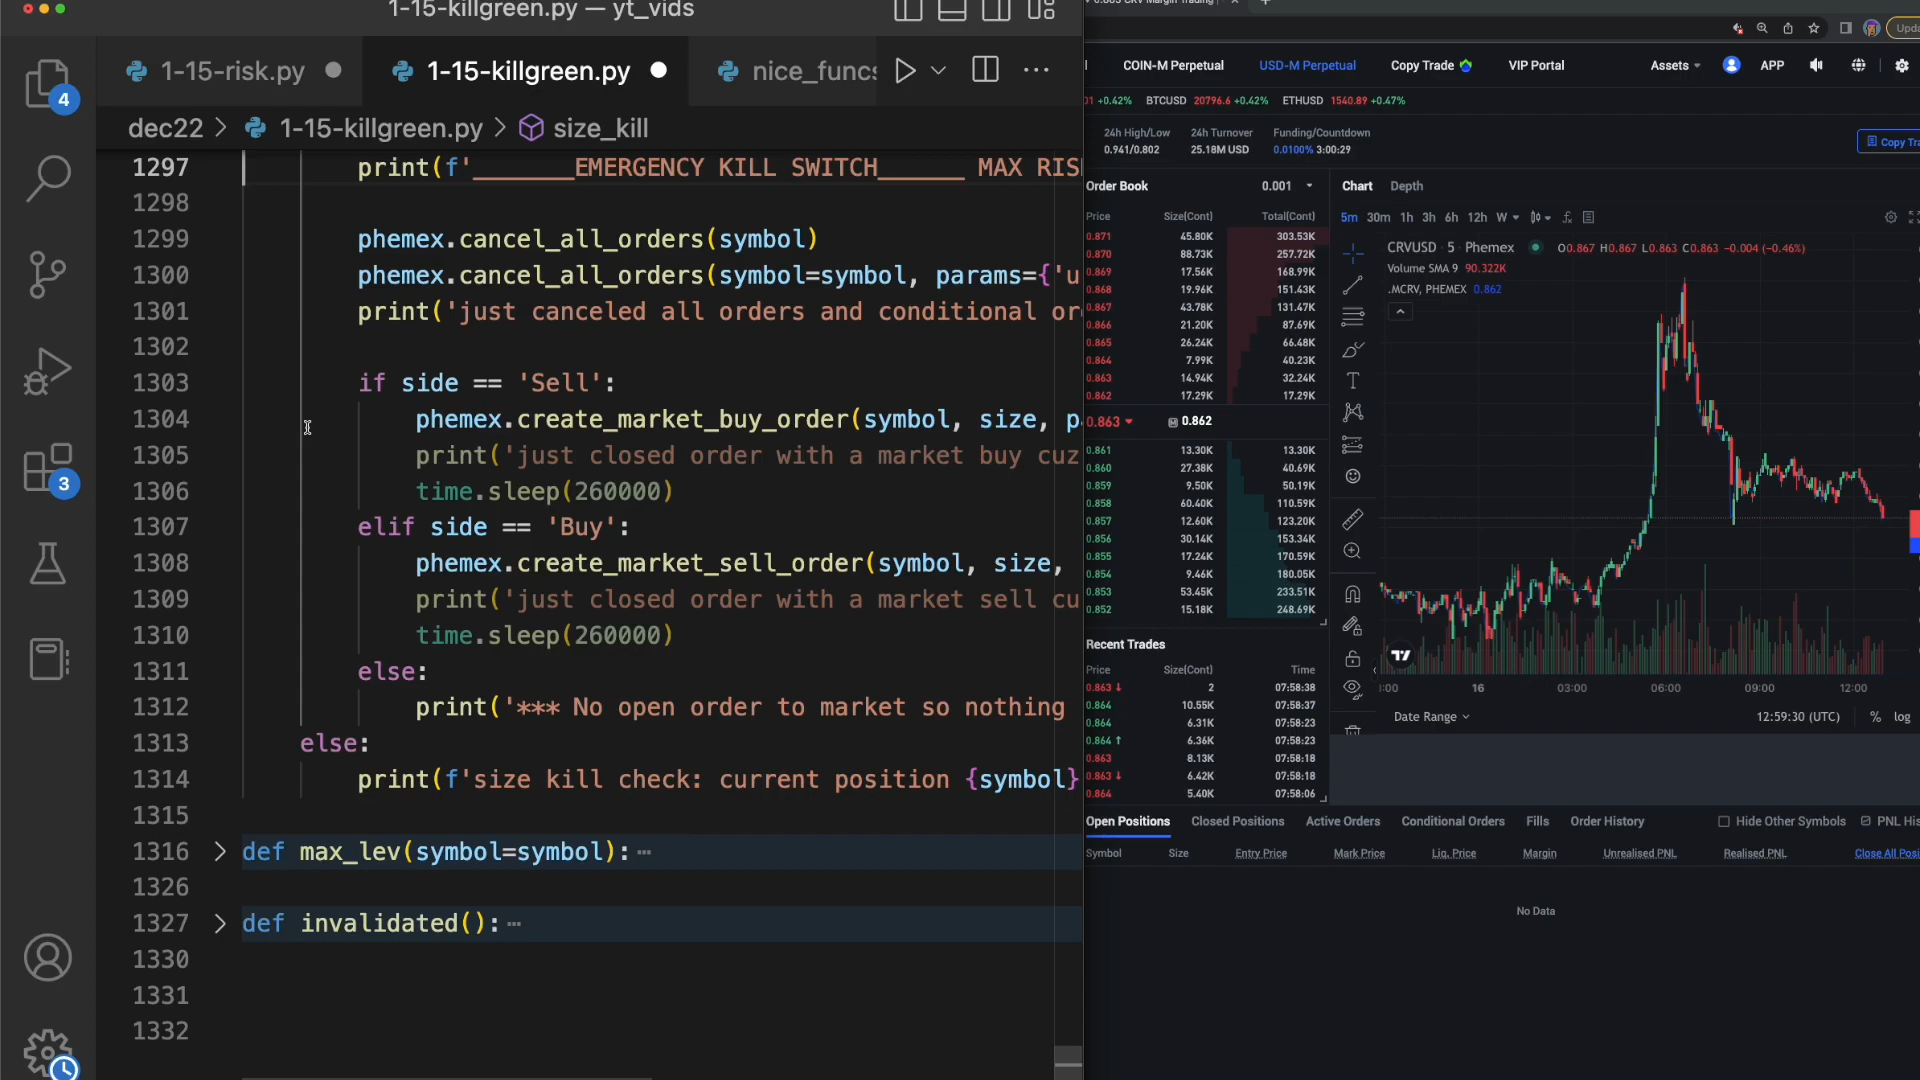 1-15-killgreen.py — yt_vids
1-15-risk.py
1-15-killgreen.py
nice_funcs
dec22 > 1-15-killgreen.py > size_kill
4
3
1297 print(f'_______EMERGENCY KILL SWITCH______ MAX RIS
1298
1299 phemex.cancel_all_orders(symbol)
1300 phemex.cancel_all_orders(symbol=symbol, params={'u
1301 print('just canceled all orders and conditional or
1302
1303 if side == 'Sell':
1304 phemex.create_market_buy_order(symbol, size, p
1305 print('just closed order with a market buy cuz
1306 time.sleep(260000)
1307 elif side == 'Buy':
1308 phemex.create_market_sell_order(symbol, size,
1309 print('just closed order with a market sell cu
1310 time.sleep(260000)
1311 else:
1312 print('*** No open order to market so nothing
1313 else:
1314 print(f'size kill check: current position {symbol}
1315
1316 > def max_lev(symbol=symbol): ⋯
1326
1327 > def invalidated(): ⋯
1330
1331
1332
COIN-M Perpetual USD-M Perpetual Copy Trade VIP Portal Assets APP
+0.42% BTCUSD 20796.6 +0.42% ETHUSD 1540.89 +0.47%
24h High/Low 24h Turnover Funding/Countdown
0.941/0.802 25.18M USD 0.0100% 3:00:29
Copy Tra
Order Book 0.001
Price Size(Cont) Total(Cont)
0.871 45.80K 303.53K
0.870 88.73K 257.72K
0.869 17.56K 168.99K
0.868 19.96K 151.43K
0.867 43.78K 131.47K
0.866 21.20K 87.69K
0.865 26.24K 66.48K
0.864 7.99K 40.23K
0.863 14.94K 32.24K
0.862 17.29K 17.29K
0.863 0.862
0.861 13.30K 13.30K
0.860 27.38K 40.69K
0.859 9.50K 50.19K
0.858 60.40K 110.59K
0.857 12.60K 123.20K
0.856 30.14K 153.34K
0.855 17.24K 170.59K
0.854 9.46K 180.05K
0.853 53.45K 233.51K
0.852 15.18K 248.69K
Recent Trades
Price Size(Cont) Time
0.863 ↓ 2 07:58:38
0.864 10.55K 07:58:37
0.864 6.31K 07:58:23
0.864 ↑ 6.36K 07:58:23
0.863 8.13K 07:58:18
0.863 ↓ 6.42K 07:58:18
0.864 5.40K 07:58:06
Chart Depth
5m 30m 1h 3h 6h 12h W
CRVUSD · 5 · Phemex O0.867 H0.867 L0.863 C0.863 −0.004 (−0.46%)
Volume SMA 9 90.322K
.MCRV, PHEMEX 0.862
16 03:00 06:00 09:00 12:00
Date Range 12:59:30 (UTC) % log
Open Positions Closed Positions Active Orders Conditional Orders Fills Order History Hide Other Symbols PNL His
Symbol Size Entry Price Mark Price Liq. Price Margin Unrealised PNL Realised PNL Close All Posi
No Data